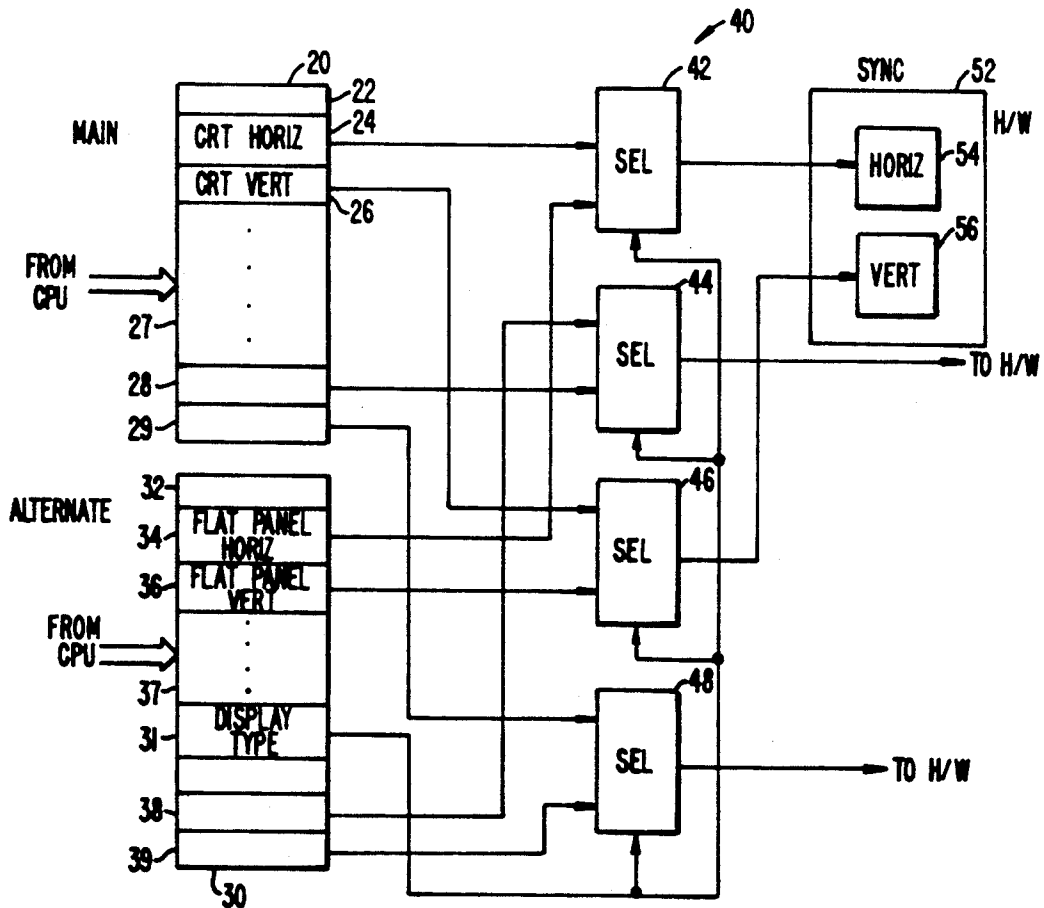 40
20
42
SYNC
52
22
MAIN
24
H/W
CRT HORIZ
SEL
HORIZ
54
CRT VERT
26
56
FROM
CPU
VERT
44
27
SEL
TO H/W
28
29
32
46
ALTERNATE
34
FLAT PANEL
HORIZ
SEL
36
FLAT PANEL
VERT
FROM
CPU
37
48
31
DISPLAY
TYPE
SEL
TO H/W
38
39
30